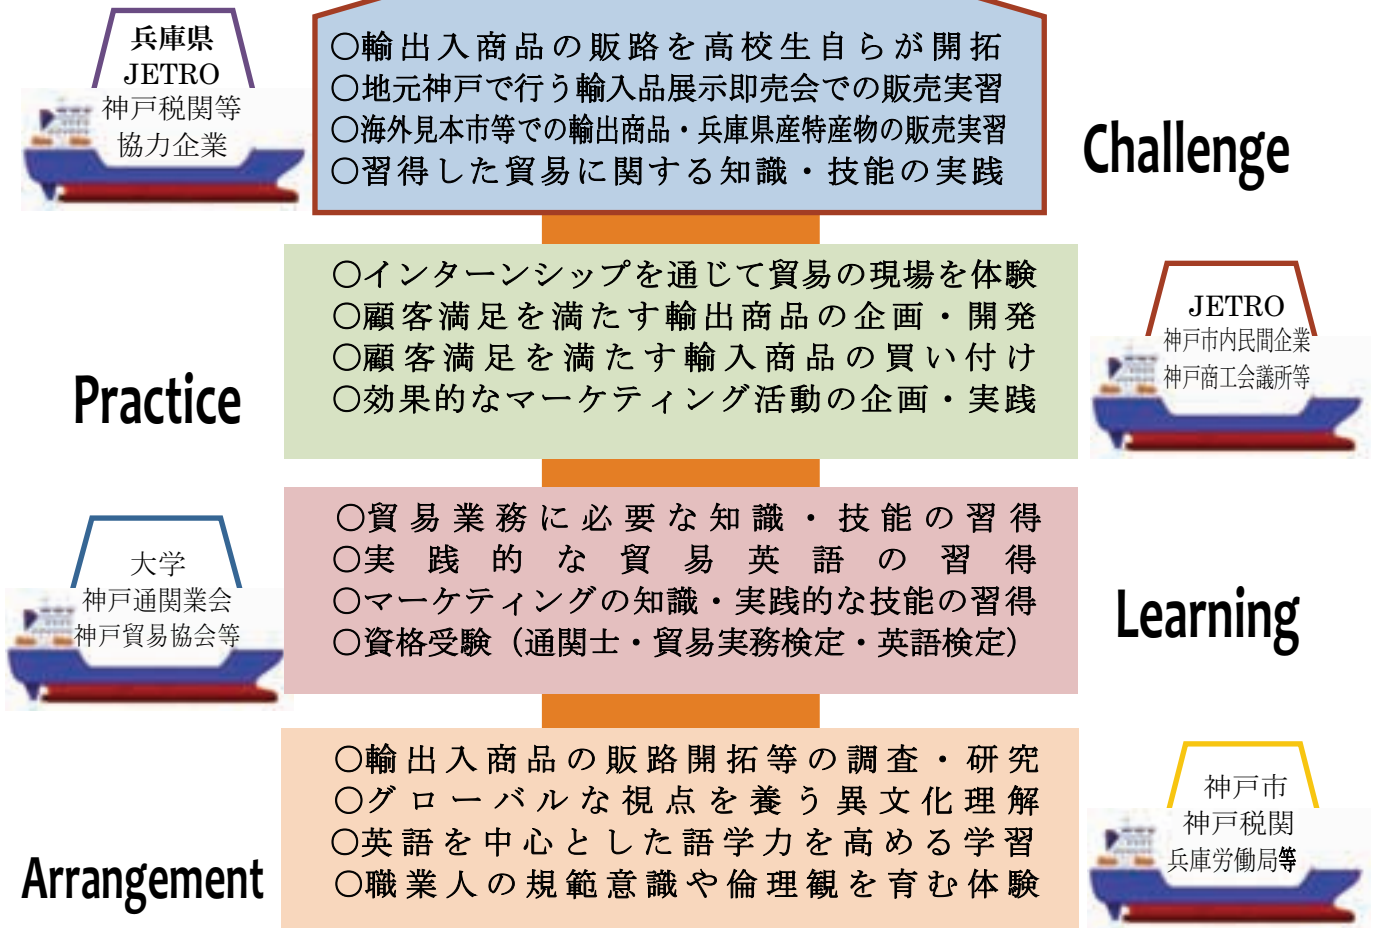 兵庫県
JETRO
神戸税関等
協力企業
〇輸出入商品の販路を高校生自らが開拓
〇地元神戸で行う輸入品展示即売会での販売実習
〇海外見本市等での輸出商品・兵庫県産特産物の販売実習
〇習得した貿易に関する知識・技能の実践
Challenge
Practice
〇インターンシップを通じて貿易の現場を体験
〇顧客満足を満たす輸出商品の企画・開発
〇顧客満足を満たす輸入商品の買い付け
〇効果的なマーケティング活動の企画・実践
JETRO
神戸市内民間企業
神戸商工会議所等
大学
神戸通関業会
神戸貿易協会等
〇貿易業務に必要な知識・技能の習得
〇実践的な貿易英語の習得
〇マーケティングの知識・実践的な技能の習得
〇資格受験（通関士・貿易実務検定・英語検定）
Learning
Arrangement
〇輸出入商品の販路開拓等の調査・研究
〇グローバルな視点を養う異文化理解
〇英語を中心とした語学力を高める学習
〇職業人の規範意識や倫理観を育む体験
神戸市
神戸税関
兵庫労働局等